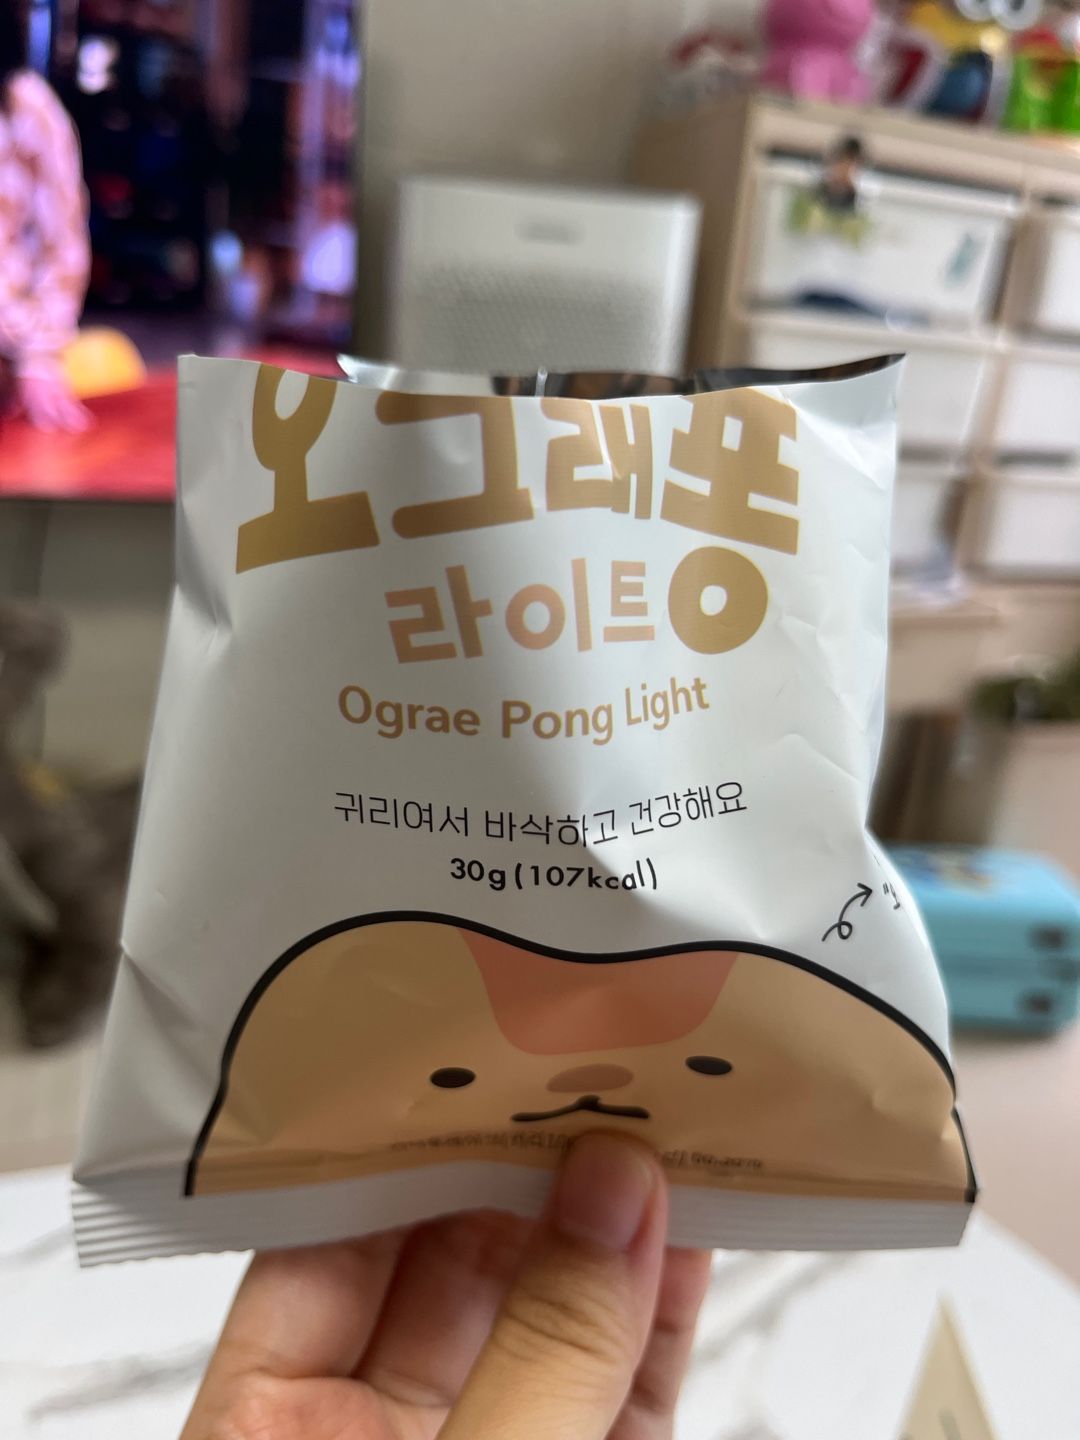 오그래퐁
라이트
Ograe Pong Light
귀리여서 바삭하고 건강해요
30g(107kcal)